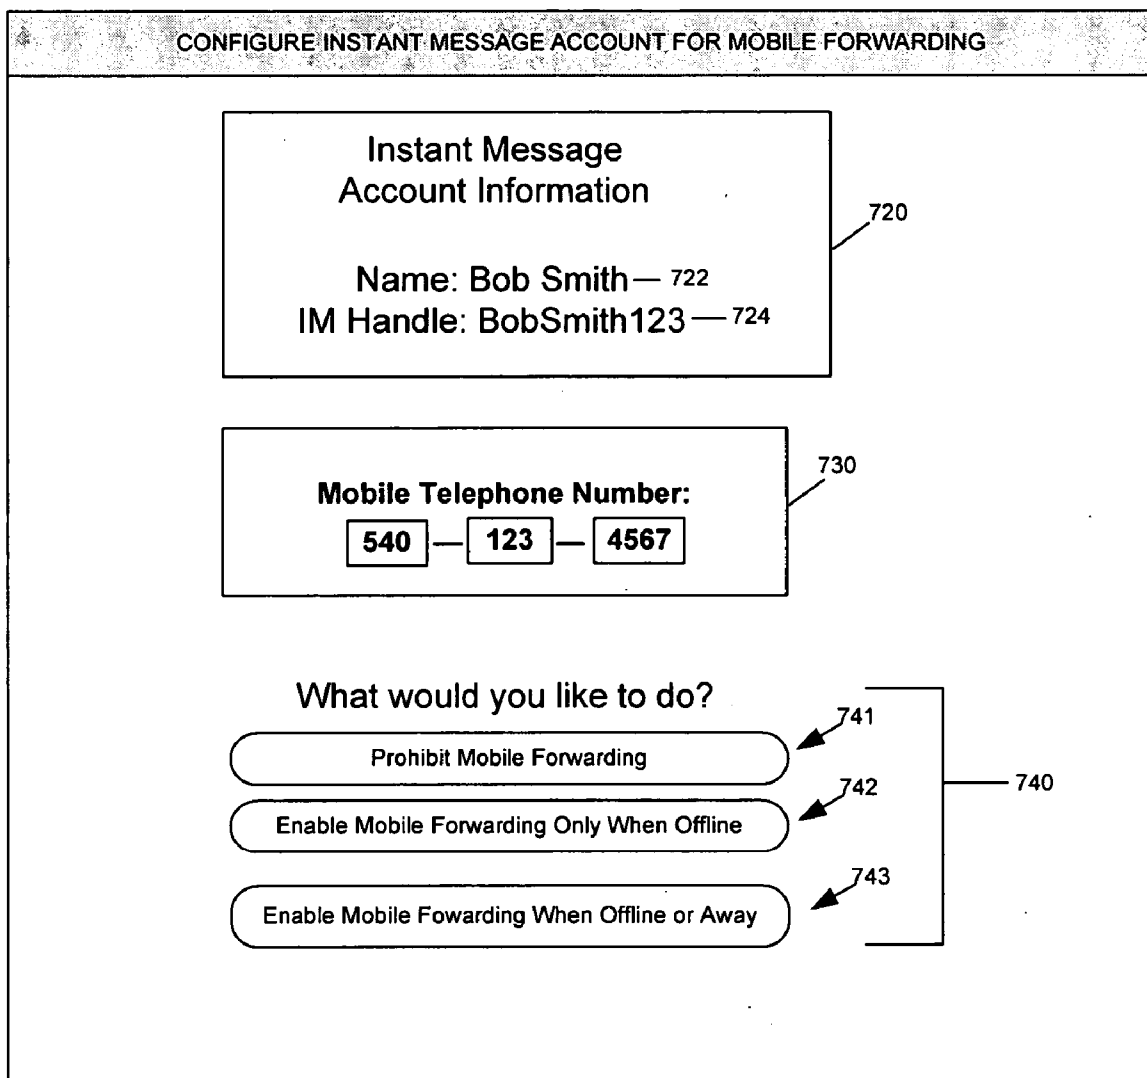 CONFIGURE INSTANT MESSAGE ACCOUNT FOR MOBILE FORWARDING
Instant Message
Account Information
720
Name: Bob Smith — 722
IM Handle: BobSmith123 — 724
730
Mobile Telephone Number:
540 — 123 — 4567
What would you like to do?
741
Prohibit Mobile Forwarding
742
740
Enable Mobile Forwarding Only When Offline
743
Enable Mobile Fowarding When Offline or Away